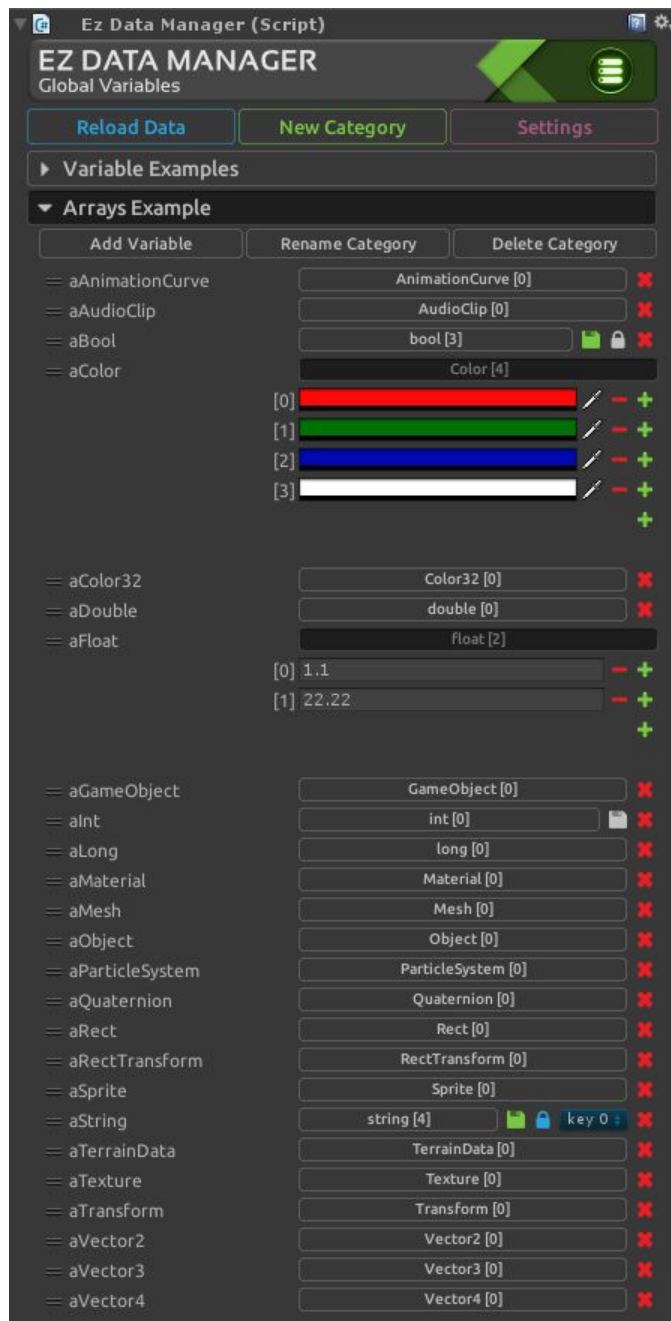 Ez Data Manager (Script)
EZ DATA MANAGER
Global Variables
Reload Data New Category Settings
Variable Examples
Arrays Example
Add Variable Rename Category Delete Category
aAnimationCurve AnimationCurve [0]
aAudioClip AudioClip [0]
aBool bool [3]
aColor Color [4]
[0]
[1]
[2]
[3]
aColor32 Color32 [0]
aDouble double [0]
aFloat float [2]
[0] 1.1
[1] 22.22
aGameObject GameObject [0]
aInt int [0]
aLong long [0]
aMaterial Material [0]
aMesh Mesh [0]
aObject Object [0]
aParticleSystem ParticleSystem [0]
aQuaternion Quaternion [0]
aRect Rect [0]
aRectTransform RectTransform [0]
aSprite Sprite [0]
aString string [4] key 0
aTerrainData TerrainData [0]
aTexture Texture [0]
aTransform Transform [0]
aVector2 Vector2 [0]
aVector3 Vector3 [0]
aVector4 Vector4 [0]